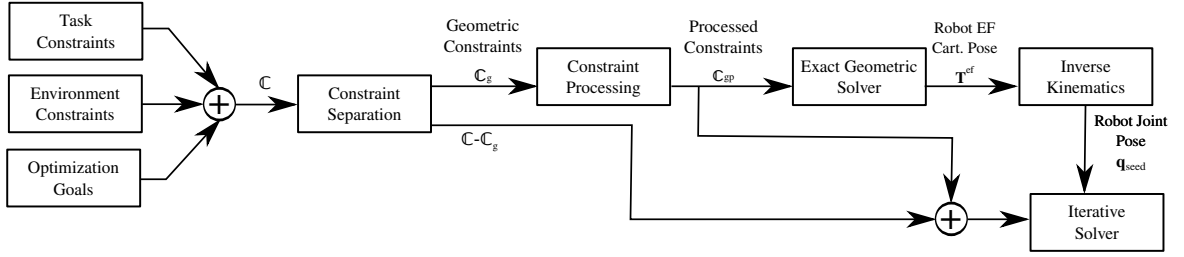 Task
Constraints
Environment
Constraints
Optimization
Goals
ℂ
Constraint
Separation
Geometric
Constraints
ℂg
ℂ-ℂg
Constraint
Processing
Processed
Constraints
ℂgp
Exact Geometric
Solver
Robot EF
Cart. Pose
T^ef
Inverse
Kinematics
Robot Joint
Pose
qseed
Iterative
Solver